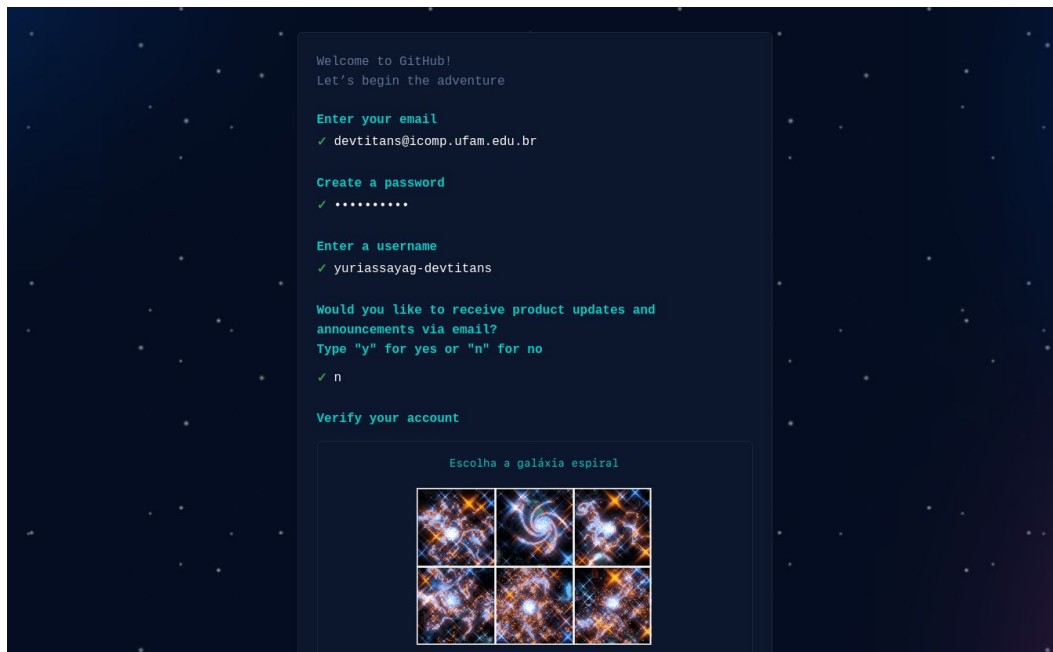 Welcome to GitHub!
Let’s begin the adventure
Enter your email
✓ devtitans@icomp.ufam.edu.br
Create a password
✓ ••••••••••
Enter a username
✓ yuriassayag-devtitans
Would you like to receive product updates and
announcements via email?
Type "y" for yes or "n" for no
✓ n
Verify your account
Escolha a galáxia espiral